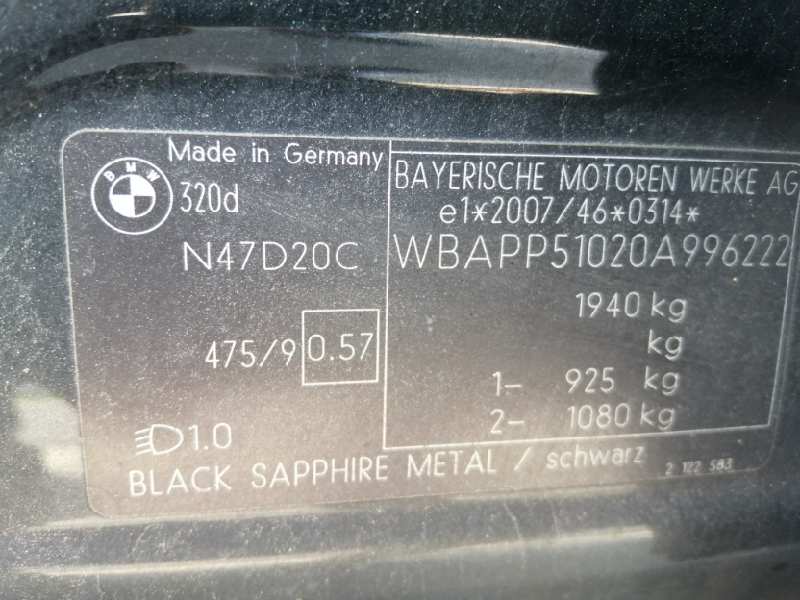 Made in Germany
BMW
320d
N47D20C
475/9 0.57
1.0
BAYERISCHE MOTOREN WERKE AG
e1*2007/46*0314*
WBAPP51020A996222
1940 kg
kg
1- 925 kg
2- 1080 kg
BLACK SAPPHIRE METAL / schwarz
2 122 583